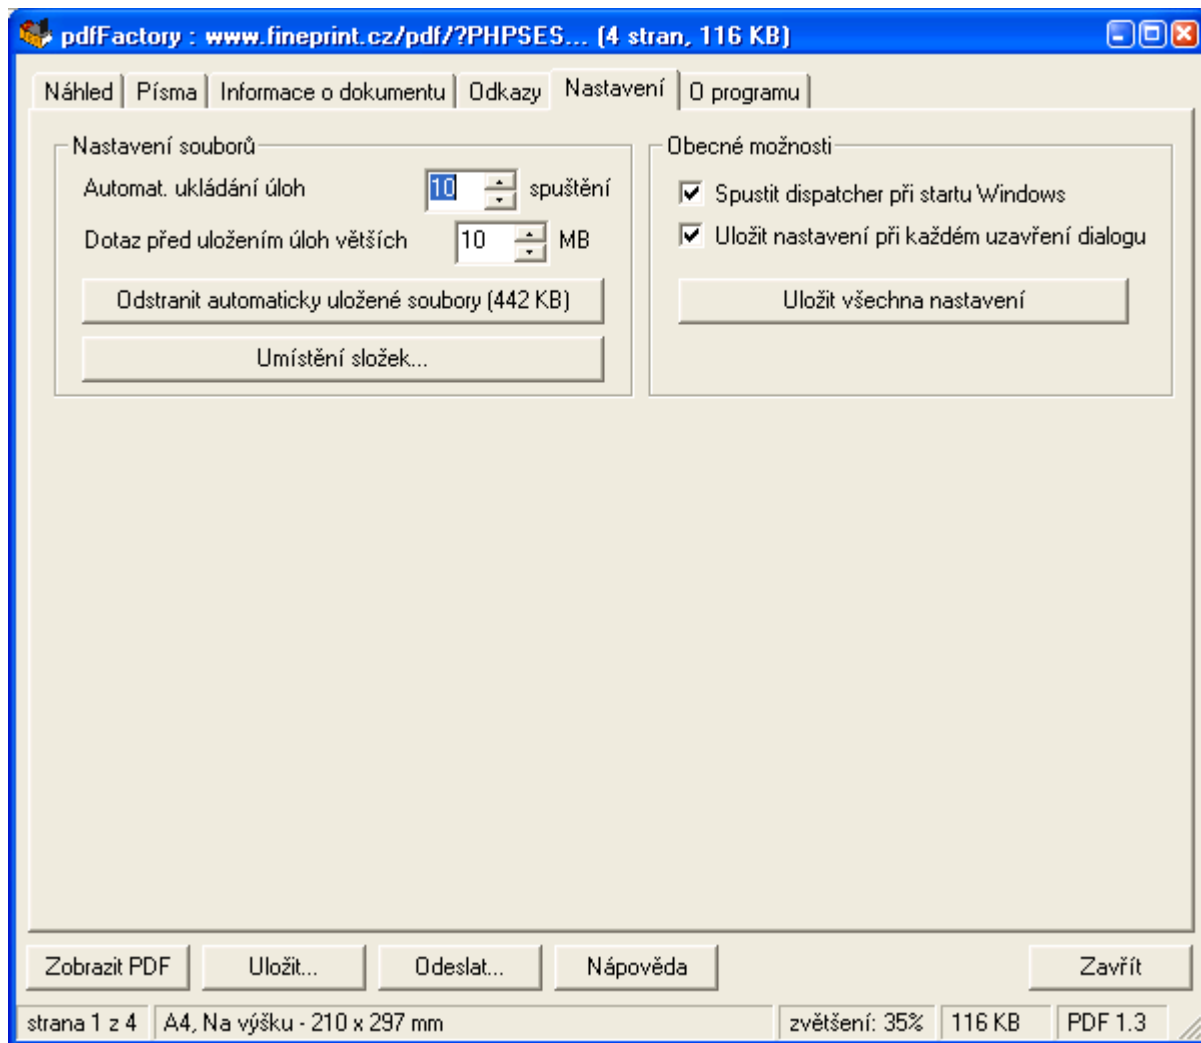 pdfFactory : www.fineprint.cz/pdf/?PHPSES... (4 stran, 116 KB)
Náhled Písma Informace o dokumentu Odkazy Nastavení O programu
Nastavení souborů
Automat. ukládání úloh 10 spuštění
Dotaz před uložením úloh větších 10 MB
Odstranit automaticky uložené soubory (442 KB)
Umístění složek...
Obecné možnosti
Spustit dispatcher při startu Windows
Uložit nastavení při každém uzavření dialogu
Uložit všechna nastavení
Zobrazit PDF Uložit... Odeslat... Nápověda Zavřít
strana 1 z 4 A4, Na výšku - 210 x 297 mm zvětšení: 35% 116 KB PDF 1.3